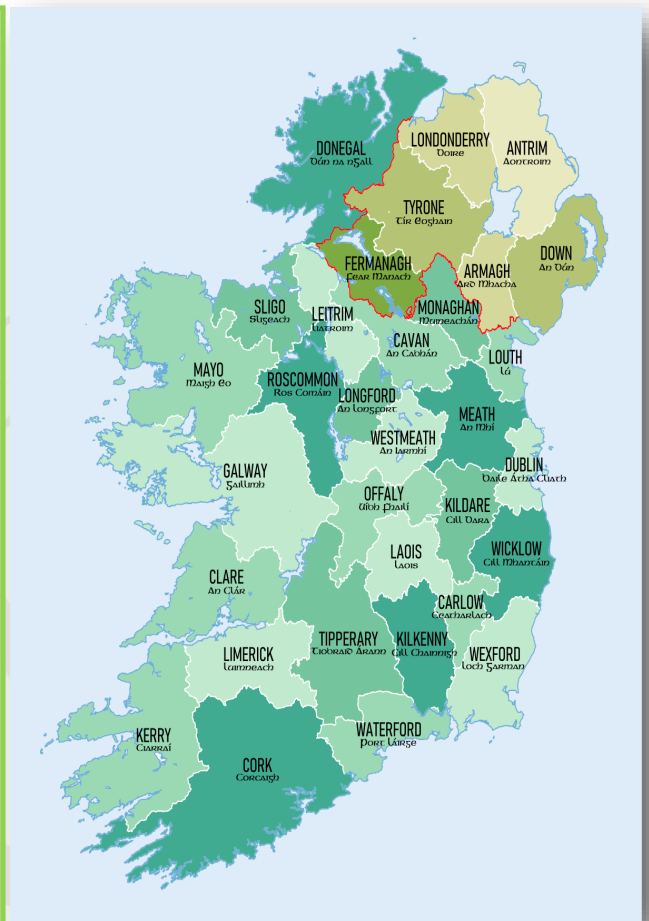 LONDONDERRY
Doire
ANTRIM
Aontroim
DONEGAL
Dún na nGall
TYRONE
Tír Eoghain
DOWN
An Dún
FERMANAGH
Fear Manach
ARMAGH
Ard Mhacha
SLIGO
Sligeach
LEITRIM
Liatroim
MONAGHAN
Muineachán
CAVAN
An Cabhán
LOUTH
Lú
MAYO
Maigh Eo
ROSCOMMON
Ros Comáin
LONGFORD
An Longfort
MEATH
An Mhí
WESTMEATH
An Iarmhí
DUBLIN
Baile Átha Cliath
GALWAY
Gaillimh
OFFALY
Uíbh Fhailí
KILDARE
Cill Dara
LAOIS
Laois
WICKLOW
Cill Mhantáin
CLARE
An Clár
CARLOW
Ceatharlach
TIPPERARY
Tiobraid Árann
KILKENNY
Cill Chainnigh
LIMERICK
Luimneach
WEXFORD
Loch Garman
KERRY
Ciarraí
WATERFORD
Port Láirge
CORK
Corcaigh